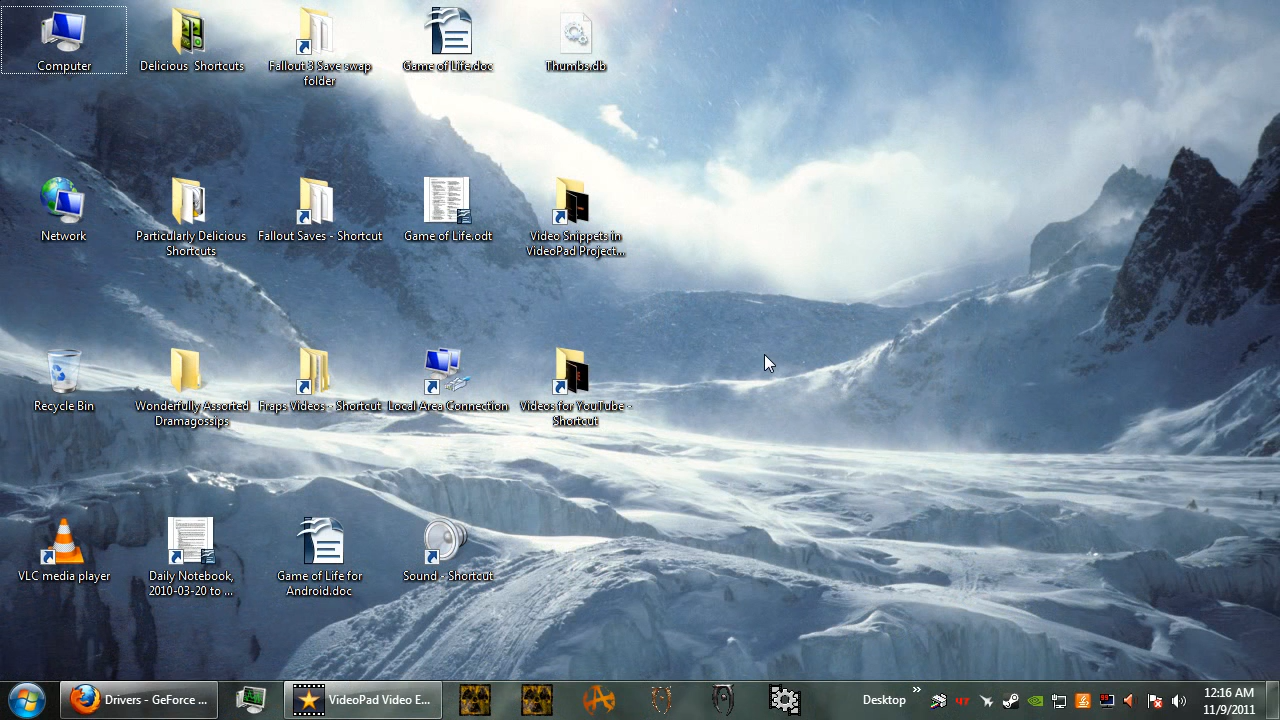 Computer
Delicious Shortcuts
Fallout 3 Save swap
folder
Game of Life.doc
Thumbs.db
Network
Particularly Delicious
Shortcuts
Fallout Saves - Shortcut
Game of Life.odt
Video Snippets in
VideoPad Project...
Recycle Bin
Wonderfully Assorted
Dramagossips
Fraps Videos - Shortcut
Local Area Connection
Videos for YouTube -
Shortcut
VLC media player
Daily Notebook,
2010-03-20 to ...
Game of Life for
Android.doc
Sound - Shortcut
Drivers - GeForce ...
VideoPad Video E...
Desktop
»
12:16 AM
11/9/2011